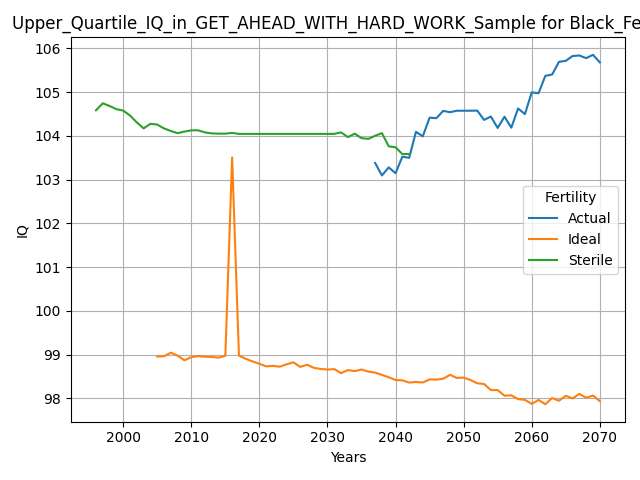 Upper_Quartile_IQ_in_GET_AHEAD_WITH_HARD_WORK_Sample for Black_Fe
106
105
104
103
102
101
100
99
98
IQ
Fertility
Actual
Ideal
Sterile
2000 2010 2020 2030 2040 2050 2060 2070
Years